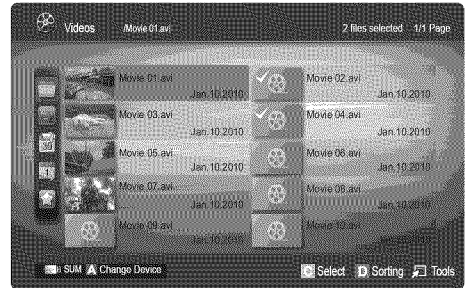 Videos /Movie 01.avi 2 files selected 1/1 Page
Movie 01.avi Movie 02.avi
Jan.10.2010 Jan.10.2010
Movie 03.avi Movie 04.avi
Jan.10.2010 Jan.10.2010
Movie 05.avi Movie 06.avi
Jan.10.2010 Jan.10.2010
Movie 07.avi Movie 08.avi
Jan.10.2010 Jan.10.2010
Movie 09.avi Movie 10.avi
Jan.10.2010 Jan.10.2010
SUM A Change Device C Select D Sorting Tools